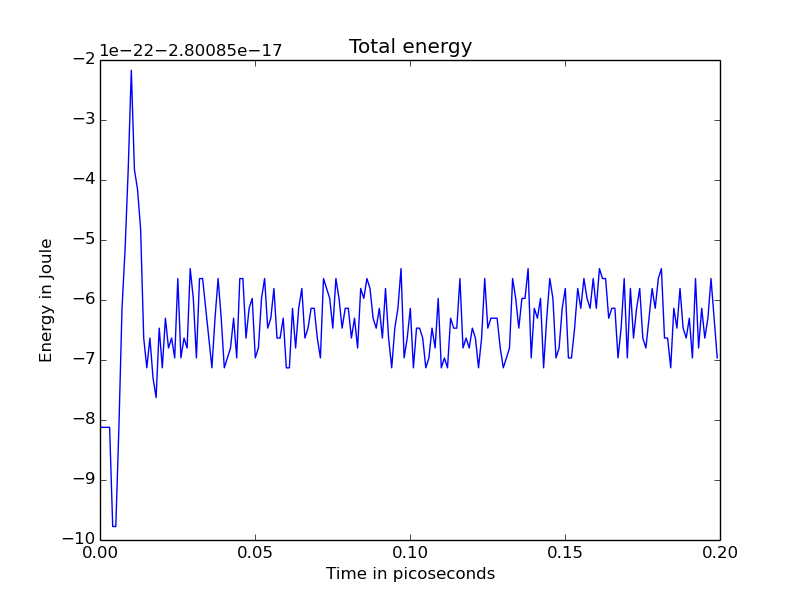 Total energy
1e−22−2.80085e−17
−2
−3
−4
−5
−6
−7
−8
−9
−10
Energy in Joule
0.00 0.05 0.10 0.15 0.20
Time in picoseconds